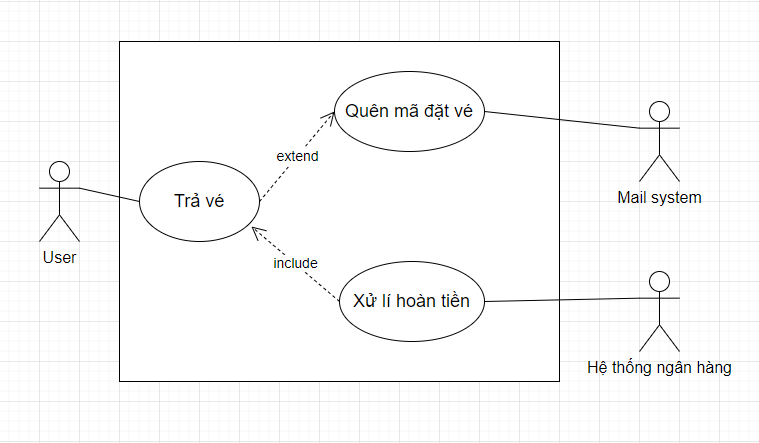 Quên mã đặt vé
extend
Trả vé
Mail system
User
include
Xử lí hoàn tiền
Hệ thống ngân hàng